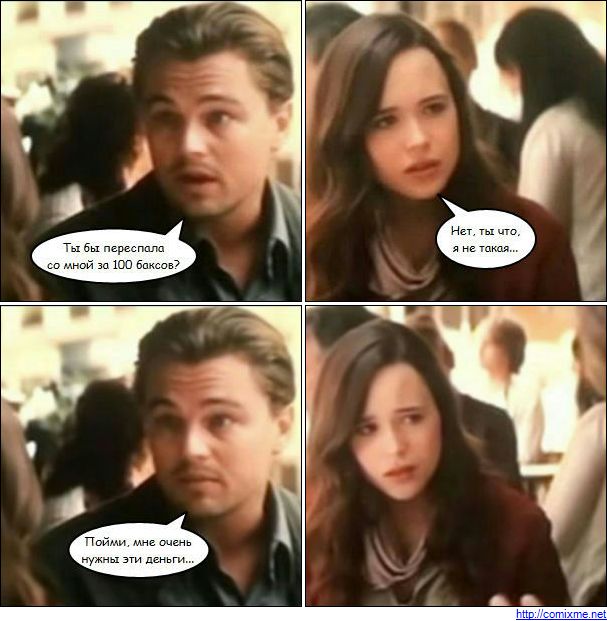 Ты бы переспала
со мной за 100 баксов?
Нет, ты что,
я не такая...
Пойми, мне очень
нужны эти деньги...
http://comixme.net